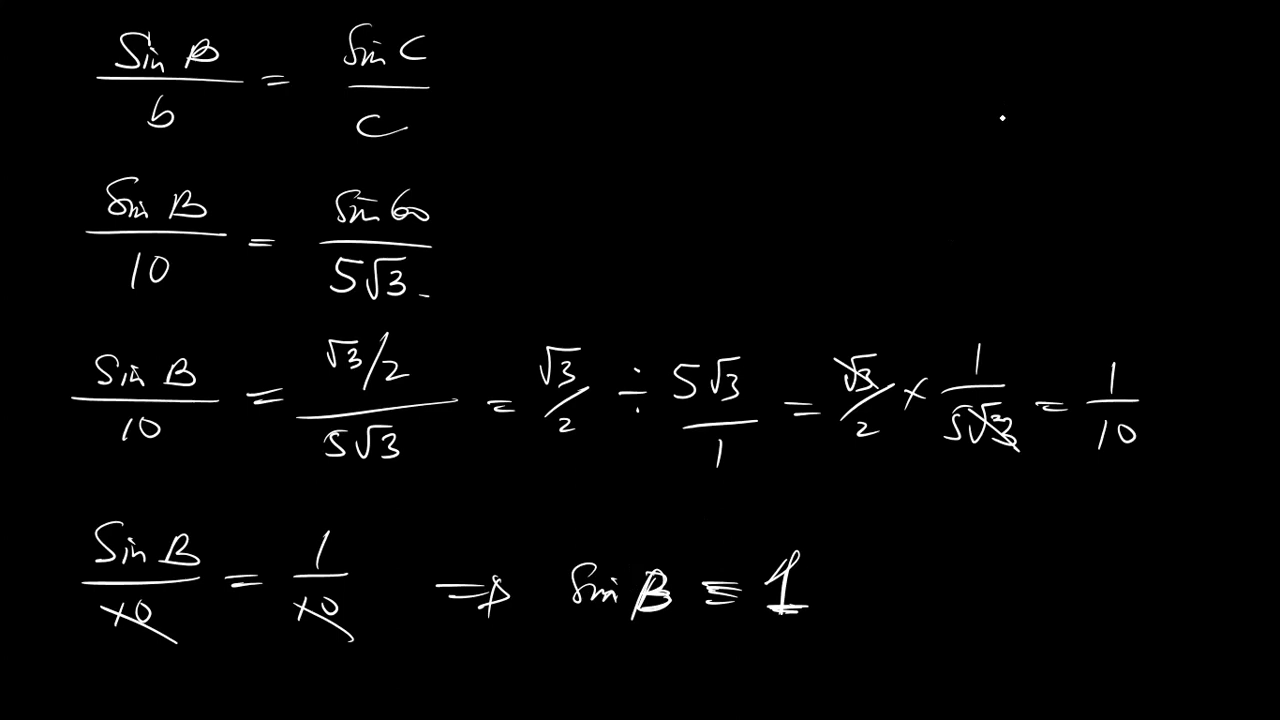 Sin B / b = Sin C / C
Sin B / 10 = Sin 60 / 5√3
Sin B / 10 = √3/2 / 5√3 = √3/2 ÷ 5√3/1 = √3/2 × 1/5√3 = 1/10
Sin B / 10 = 1/10 ⇒ Sin B = 1